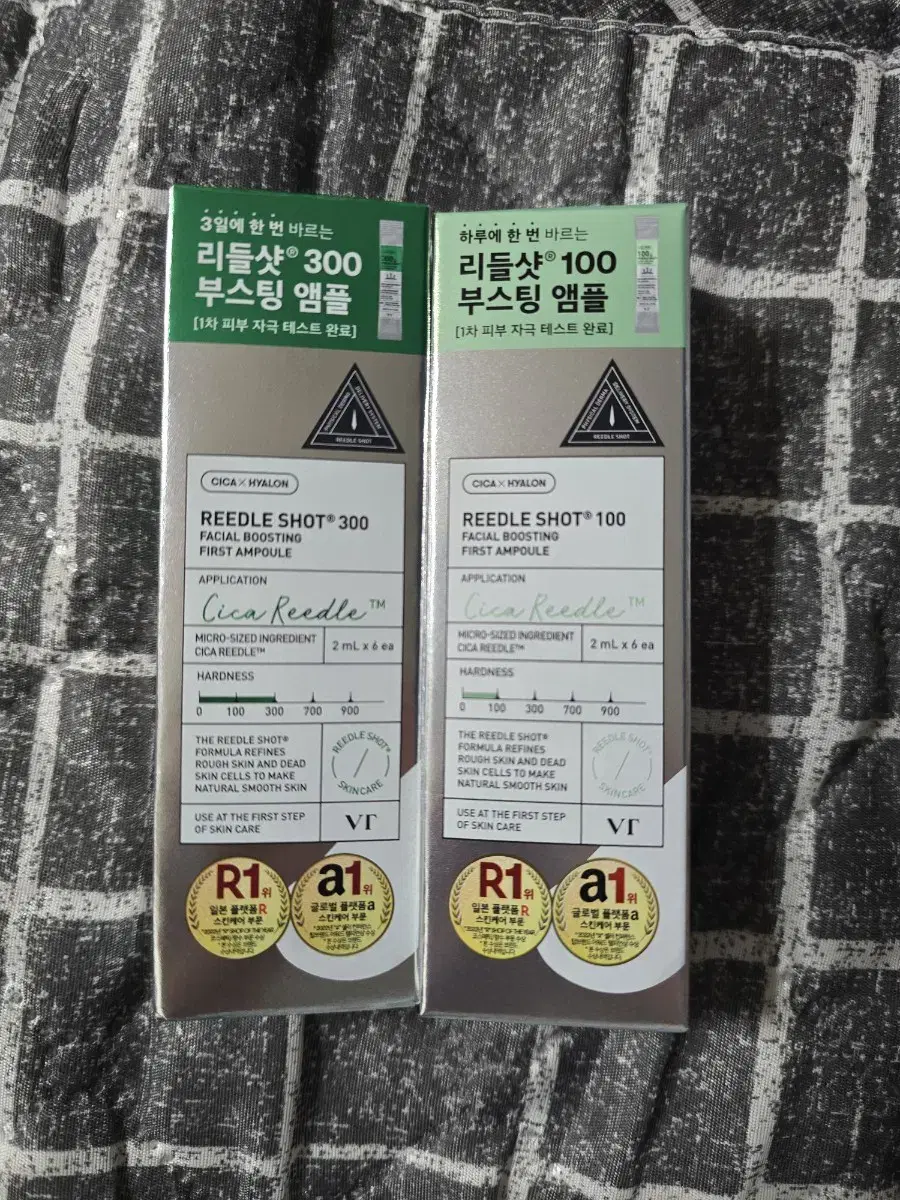 3일에 한 번 바르는
리들샷® 300
부스팅 앰플
[1차 피부 자극 테스트 완료]
DELIVERY SYSTEM
REEDLE SHOT
CICA × HYALON
REEDLE SHOT® 300
FACIAL BOOSTING
FIRST AMPOULE
APPLICATION
Cica Reedle™
MICRO-SIZED INGREDIENT
CICA REEDLE™
2 mL x 6 ea
HARDNESS
0 100 300 700 900
THE REEDLE SHOT®
FORMULA REFINES
ROUGH SKIN AND DEAD
SKIN CELLS TO MAKE
NATURAL SMOOTH SKIN
REEDLE SHOT®
SKINCARE
USE AT THE FIRST STEP
OF SKIN CARE
VT
R1위
일본 플랫폼 R
스킨케어 부문
a1위
글로벌 플랫폼 a
스킨케어 부문
하루에 한 번 바르는
리들샷® 100
부스팅 앰플
[1차 피부 자극 테스트 완료]
DELIVERY SYSTEM
REEDLE SHOT
CICA × HYALON
REEDLE SHOT® 100
FACIAL BOOSTING
FIRST AMPOULE
APPLICATION
Cica Reedle™
MICRO-SIZED INGREDIENT
CICA REEDLE™
2 mL x 6 ea
HARDNESS
0 100 300 700 900
THE REEDLE SHOT®
FORMULA REFINES
ROUGH SKIN AND DEAD
SKIN CELLS TO MAKE
NATURAL SMOOTH SKIN
REEDLE SHOT®
SKINCARE
USE AT THE FIRST STEP
OF SKIN CARE
VT
R1위
일본 플랫폼 R
스킨케어 부문
a1위
글로벌 플랫폼 a
스킨케어 부문